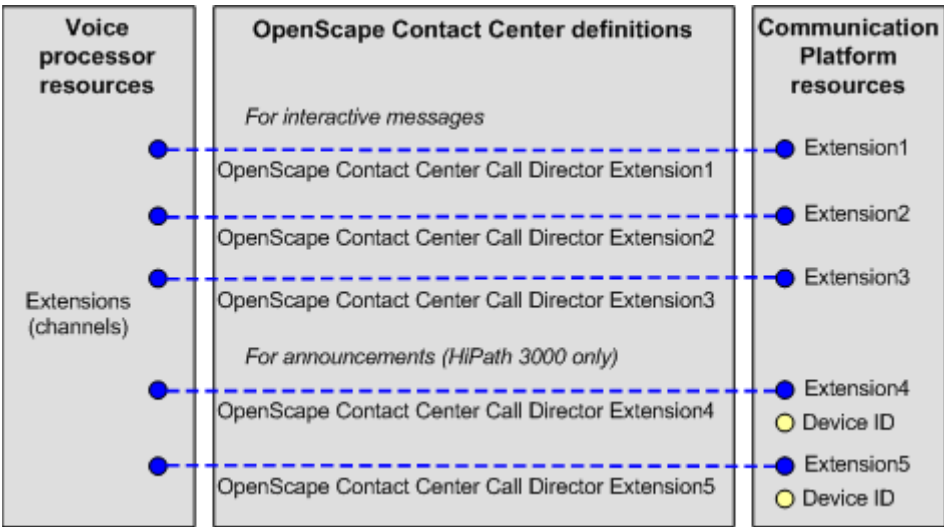 Voice
processor
resources
OpenScape Contact Center definitions
Communication
Platform
resources
For interactive messages
Extension1
OpenScape Contact Center Call Director Extension1
Extension2
OpenScape Contact Center Call Director Extension2
Extension3
OpenScape Contact Center Call Director Extension3
Extensions
(channels)
For announcements (HiPath 3000 only)
Extension4
OpenScape Contact Center Call Director Extension4
Device ID
Extension5
OpenScape Contact Center Call Director Extension5
Device ID